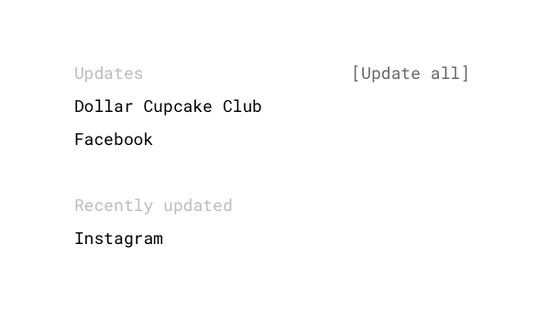 Updates [Update all]
Dollar Cupcake Club
Facebook
Recently updated
Instagram